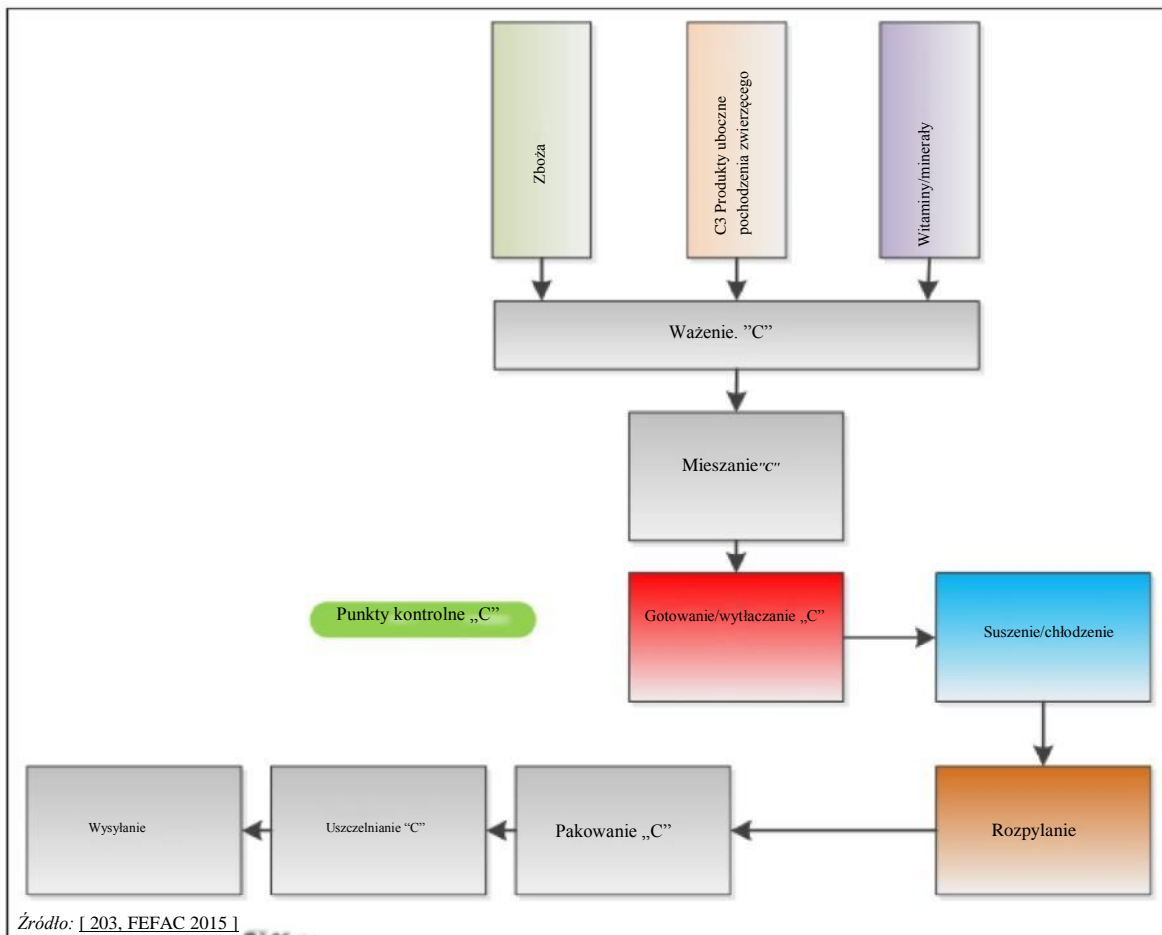 Zboża
C3 Produkty uboczne
pochodzenia zwierzęcego
Witaminy/minerały
Ważenie. ”C”
Mieszanie"C"
Punkty kontrolne „C”
Gotowanie/wytłaczanie „C”
Suszenie/chłodzenie
Wysyłanie
Uszczelnianie “C”
Pakowanie „C”
Rozpylanie
Źródło: [ 203, FEFAC 2015 ]